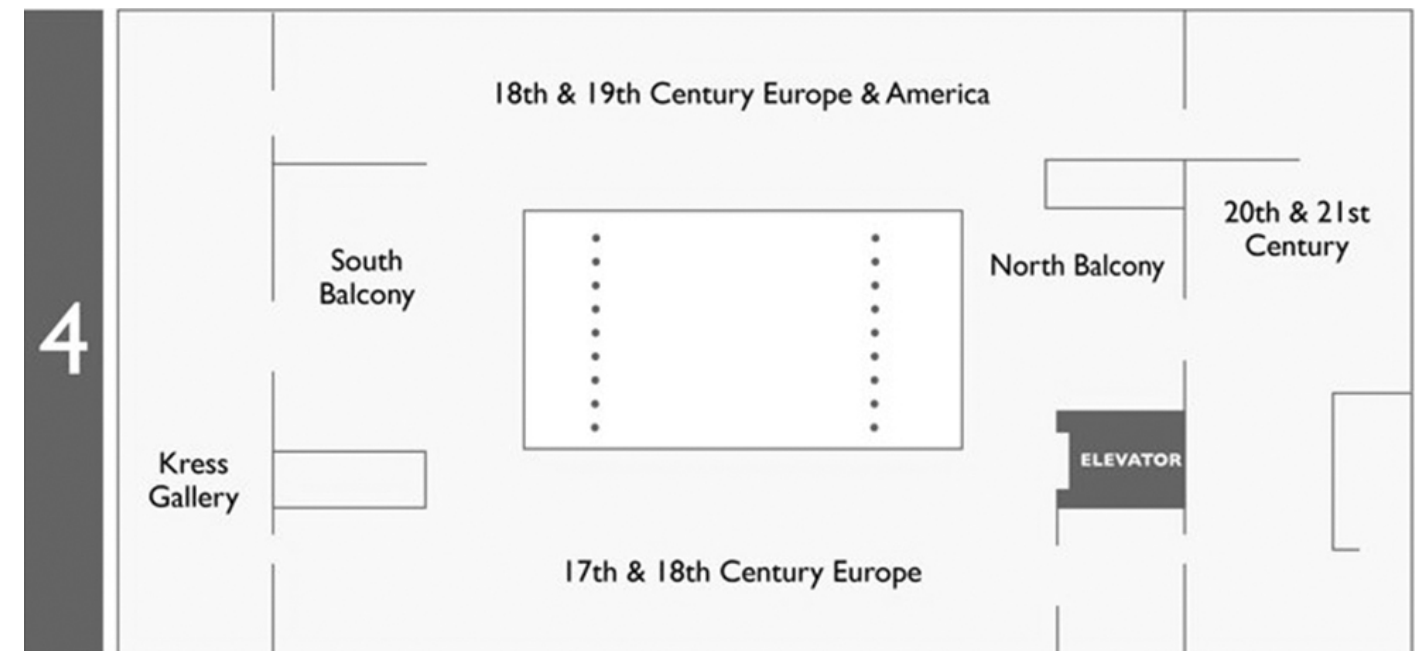 4
18th & 19th Century Europe & America
South
Balcony
North Balcony
20th & 21st
Century
Kress
Gallery
ELEVATOR
17th & 18th Century Europe